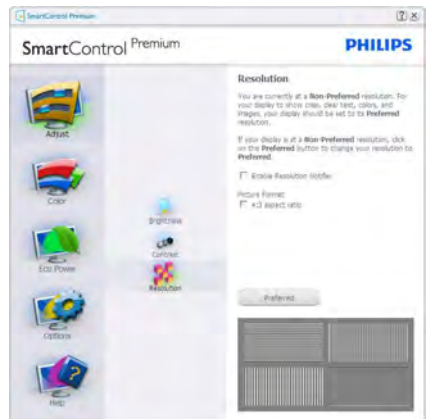 SmartControl Premium
SmartControl Premium
PHILIPS
Resolution
You are currently at a Non-Preferred resolution. For
your display to show crisp, clear text, colors, and
images, your display should be set to its Preferred
resolution.
If your display is at a Non-Preferred resolution, click
on the Preferred button to change your resolution to
Preferred.
Enable Resolution Notifier
Picture Format
4:3 aspect ratio
Preferred
Adjust
Color
Eco Power
Options
Help
Brightness
Contrast
Resolution